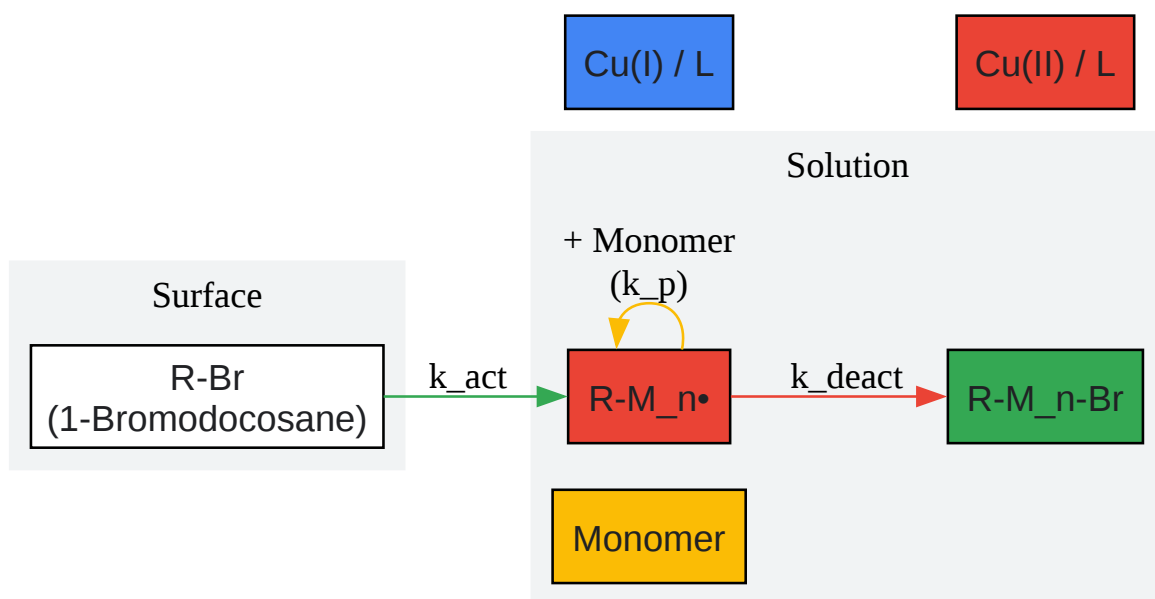 Cu(I) / L
Cu(II) / L
Solution
+ Monomer
(k_p)
Surface
R-Br
(1-Bromodocosane)
k_act
R-M_n•
k_deact
R-M_n-Br
Monomer